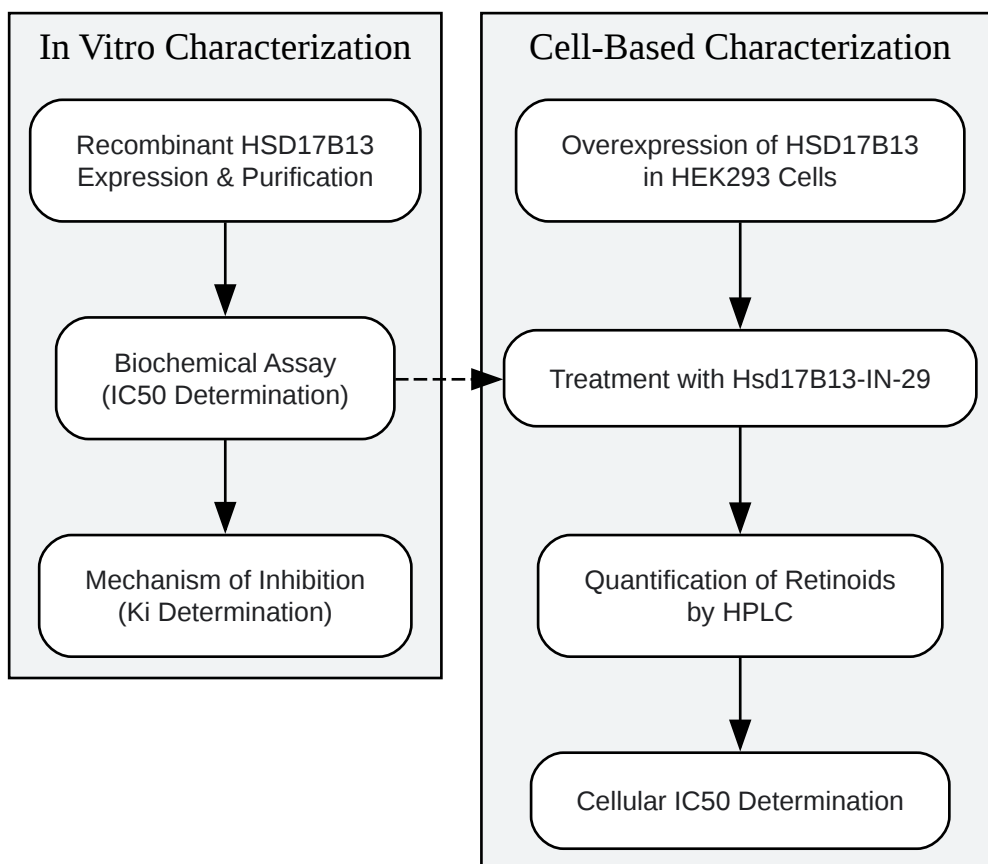 In Vitro Characterization
Recombinant HSD17B13
Expression & Purification
Biochemical Assay
(IC50 Determination)
Mechanism of Inhibition
(Ki Determination)
Cell-Based Characterization
Overexpression of HSD17B13
in HEK293 Cells
Treatment with Hsd17B13-IN-29
Quantification of Retinoids
by HPLC
Cellular IC50 Determination